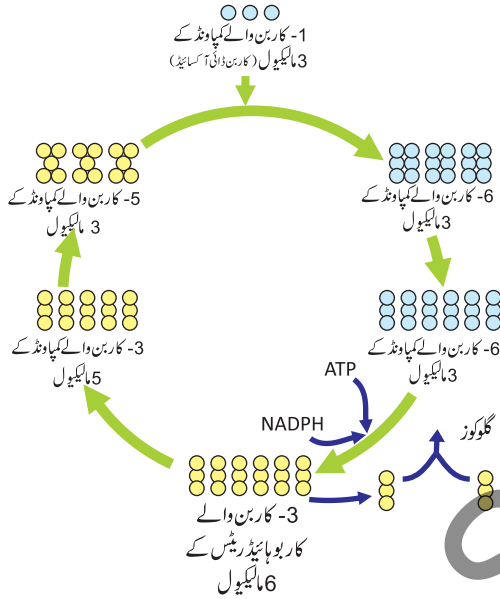 1- کاربن والے کمپاونڈ کے
3 مالیکیول (کاربن ڈائی آکسائیڈ)
5- کاربن والے کمپاونڈ کے
3 مالیکیول
6- کاربن والے کمپاونڈ کے
3 مالیکیول
3- کاربن والے کمپاونڈ کے
5 مالیکیول
6- کاربن والے کمپاونڈ کے
3 مالیکیول
ATP
NADPH
گلوکوز
3- کاربن والے
کاربوہائیڈریٹس کے
6 مالیکیول